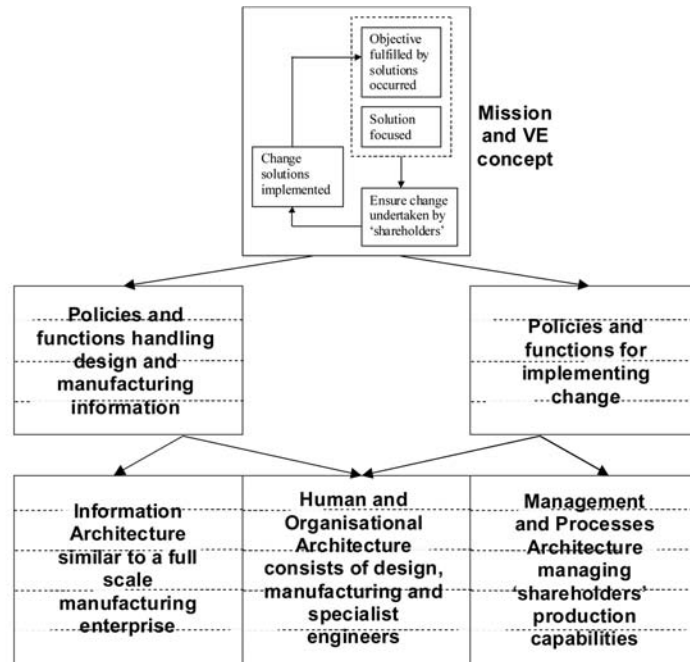 Objective
fulfilled by
solutions
occurred
Solution
focused
Mission
and VE
concept
Change
solutions
implemented
Ensure change
undertaken by
‘shareholders’
Policies and
functions handling
design and
manufacturing
information
Policies and
functions for
implementing
change
Information
Architecture
similar to a full
scale
manufacturing
enterprise
Human and
Organisational
Architecture
consists of design,
manufacturing and
specialist
engineers
Management
and Processes
Architecture
managing
‘shareholders’
production
capabilities